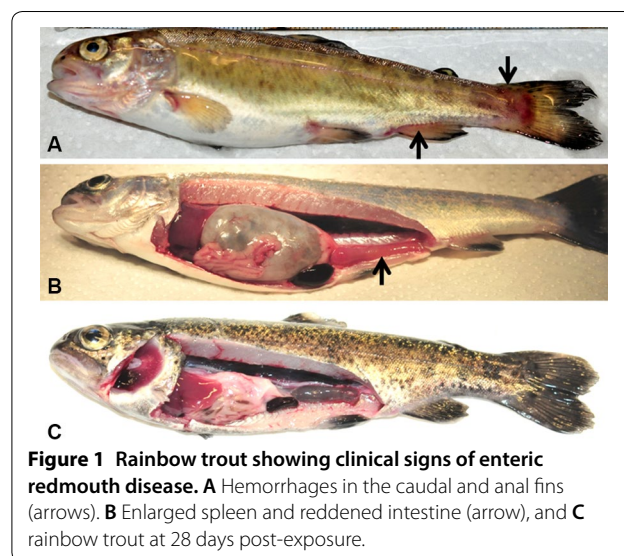 A
B
C
Figure 1 Rainbow trout showing clinical signs of enteric
redmouth disease. A Hemorrhages in the caudal and anal fins
(arrows). B Enlarged spleen and reddened intestine (arrow), and C
rainbow trout at 28 days post-exposure.